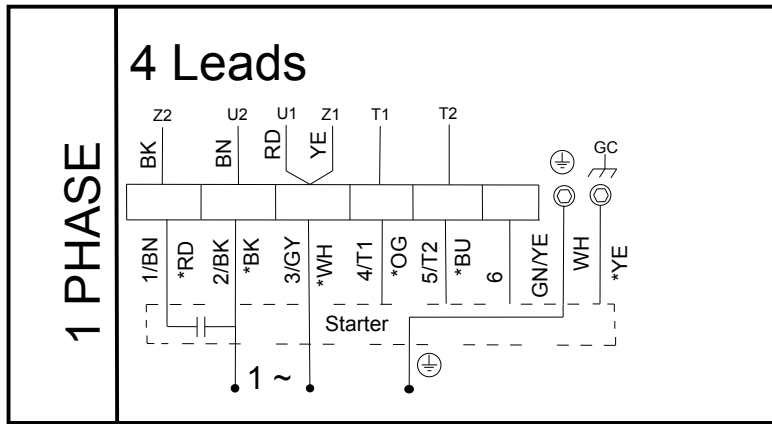 1 PHASE
4 Leads
Z2 U2 U1 Z1 T1 T2
BK BN RD YE
GC
1/BN *RD 2/BK *BK 3/GY *WH 4/T1 *OG 5/T2 *BU 6 GN/YE WH *YE
Starter
1 ~